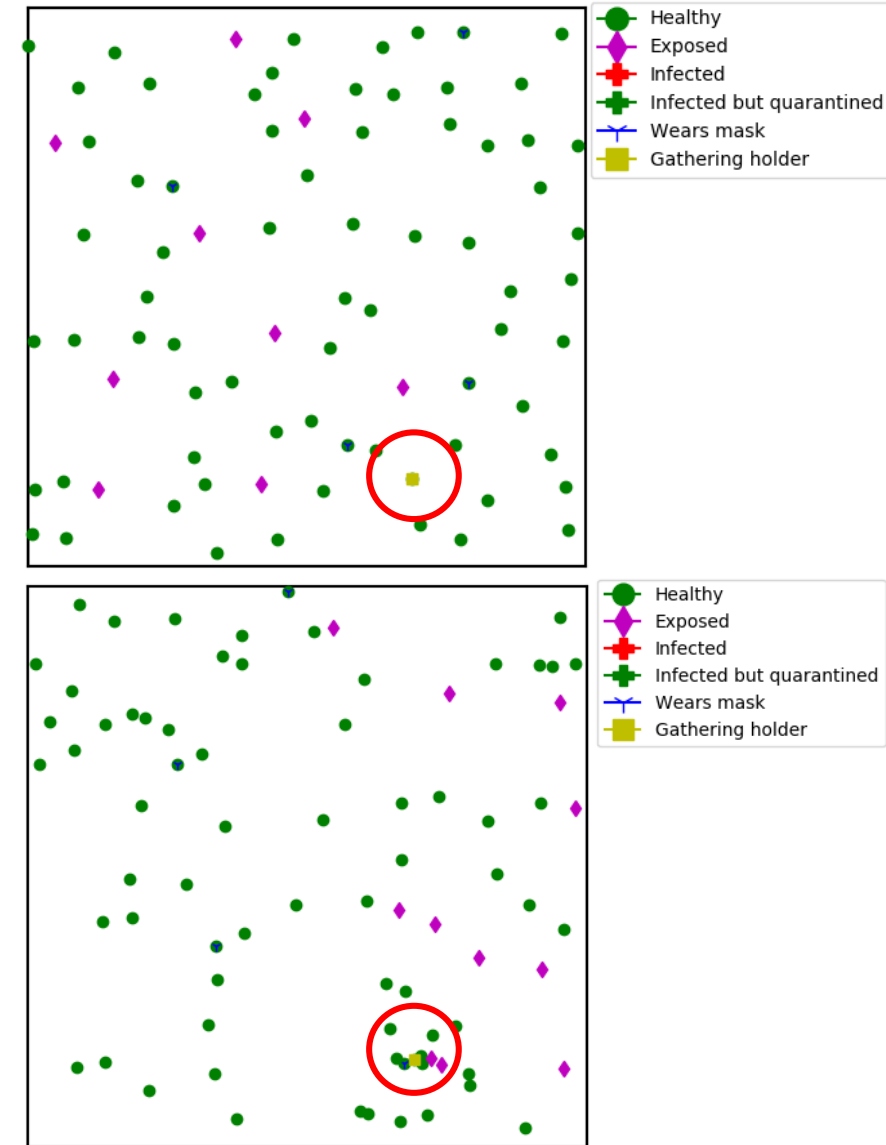 Healthy
Exposed
Infected
Infected but quarantined
Wears mask
Gathering holder
Healthy
Exposed
Infected
Infected but quarantined
Wears mask
Gathering holder